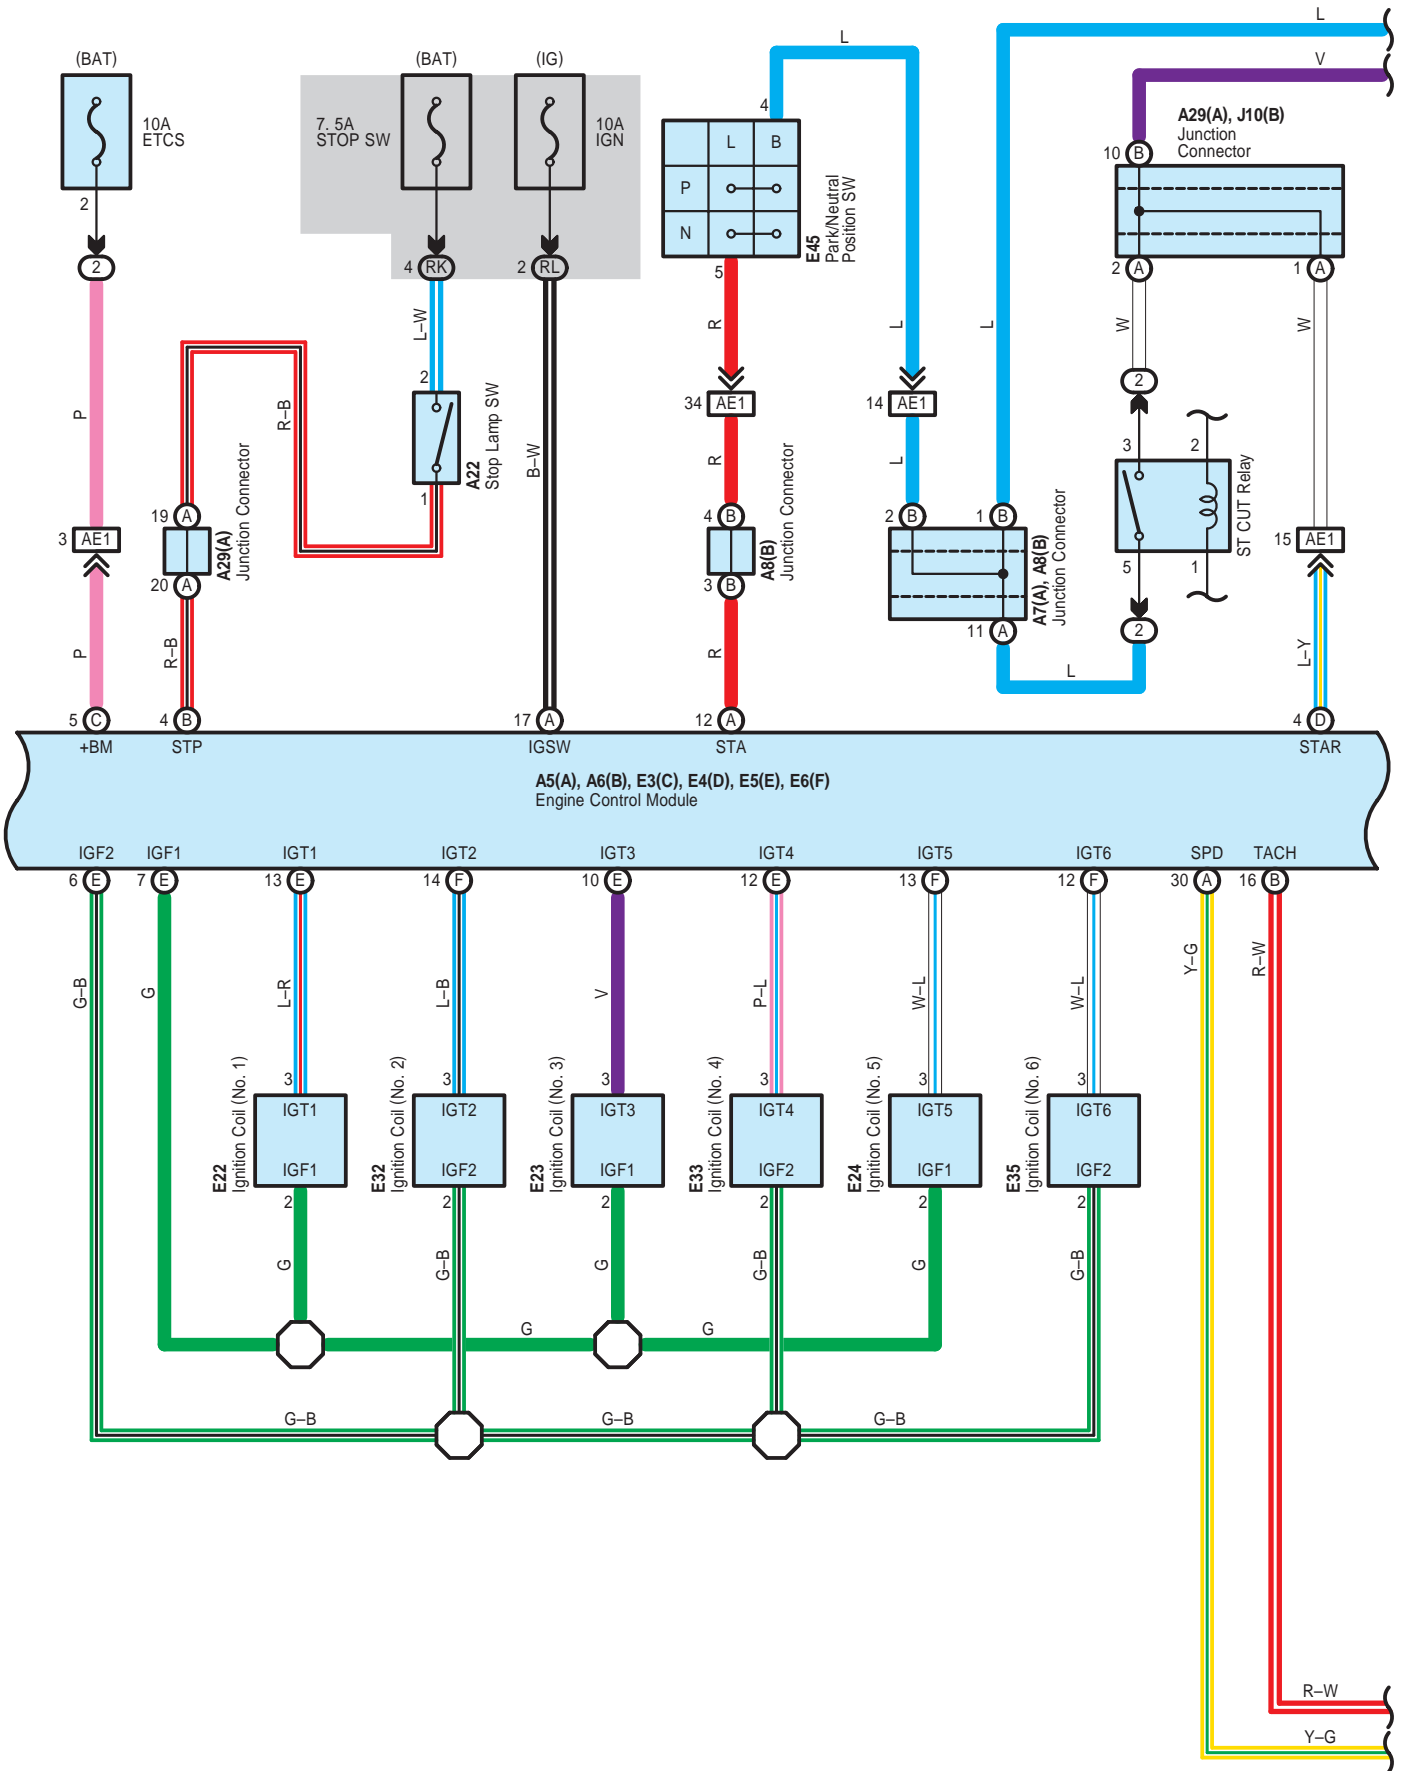 L
V
(BAT)
(BAT)
(IG)
L
10A
ETCS
7. 5A
STOP SW
10A
IGN
4
L B
P
N
E45
Park/Neutral
Position SW
5
A29(A), J10(B)
Junction
Connector
10 B
2 A
1 A
2
2
4 RK
2 RL
P
R–B
L–W
B–W
R
L
L
W
W
2
A22
Stop Lamp SW
1
34 AE1
14 AE1
2
3 2
ST CUT Relay
5 1
2
R
L
3 AE1
19 A
A29(A)
Junction Connector
20 A
4 B
A8(B)
Junction Connector
3 B
2 B
1 B
A7(A), A8(B)
Junction Connector
11 A
15 AE1
P
R–B
R
L
L–Y
5 C
4 B
17 A
12 A
4 D
+BM
STP
IGSW
STA
STAR
A5(A), A6(B), E3(C), E4(D), E5(E), E6(F)
Engine Control Module
IGF2 IGF1 IGT1 IGT2 IGT3 IGT4 IGT5 IGT6 SPD TACH
6 E 7 E 13 E 14 F 10 E 12 E 13 F 12 F 30 A 16 B
G–B G L–R L–B V P–L W–L W–L Y–G R–W
3 3 3 3 3 3
E22
Ignition Coil (No. 1)
IGT1
IGF1
E32
Ignition Coil (No. 2)
IGT2
IGF2
E23
Ignition Coil (No. 3)
IGT3
IGF1
E33
Ignition Coil (No. 4)
IGT4
IGF2
E24
Ignition Coil (No. 5)
IGT5
IGF1
E35
Ignition Coil (No. 6)
IGT6
IGF2
2 2 2 2 2 2
G G–B G G–B G G–B
G G
G–B G–B G–B
R–W
Y–G